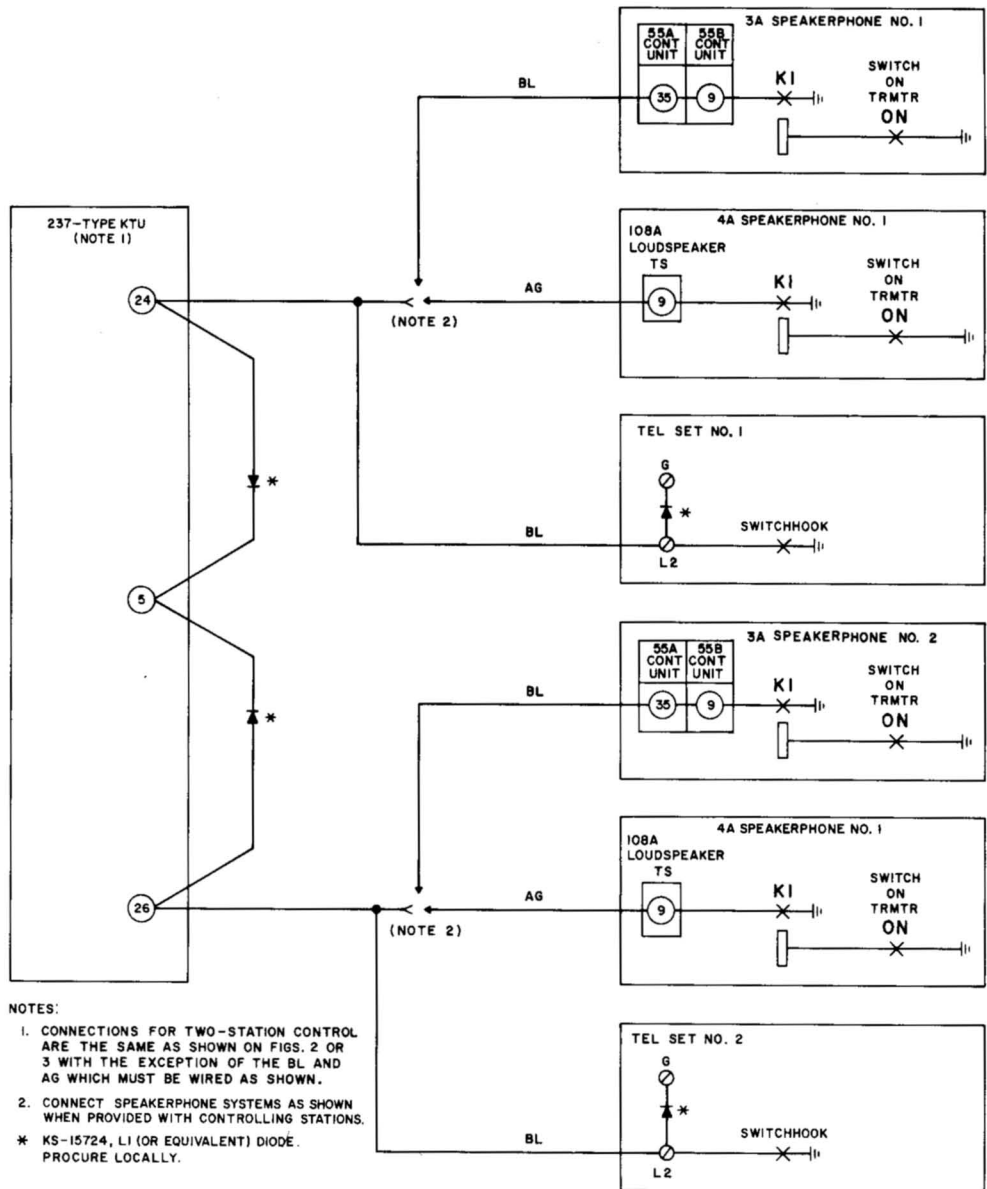 3A SPEAKERPHONE NO. 1
55A CONT UNIT
55B CONT UNIT
35
9
K1
SWITCH ON TRMTR
ON
BL
237-TYPE KTU
(NOTE 1)
24
4A SPEAKERPHONE NO. 1
108A LOUDSPEAKER
TS
9
K1
SWITCH ON TRMTR
ON
AG
(NOTE 2)
*
TEL SET NO. 1
G
*
BL
L2
SWITCHHOOK
5
3A SPEAKERPHONE NO. 2
55A CONT UNIT
55B CONT UNIT
35
9
K1
SWITCH ON TRMTR
ON
BL
*
4A SPEAKERPHONE NO. 1
108A LOUDSPEAKER
TS
9
K1
SWITCH ON TRMTR
ON
26
AG
(NOTE 2)
TEL SET NO. 2
G
*
BL
L2
SWITCHHOOK
NOTES:
1. CONNECTIONS FOR TWO-STATION CONTROL
ARE THE SAME AS SHOWN ON FIGS. 2 OR
3 WITH THE EXCEPTION OF THE BL AND
AG WHICH MUST BE WIRED AS SHOWN.
2. CONNECT SPEAKERPHONE SYSTEMS AS SHOWN
WHEN PROVIDED WITH CONTROLLING STATIONS.
* KS-15724, L1 (OR EQUIVALENT) DIODE.
PROCURE LOCALLY.